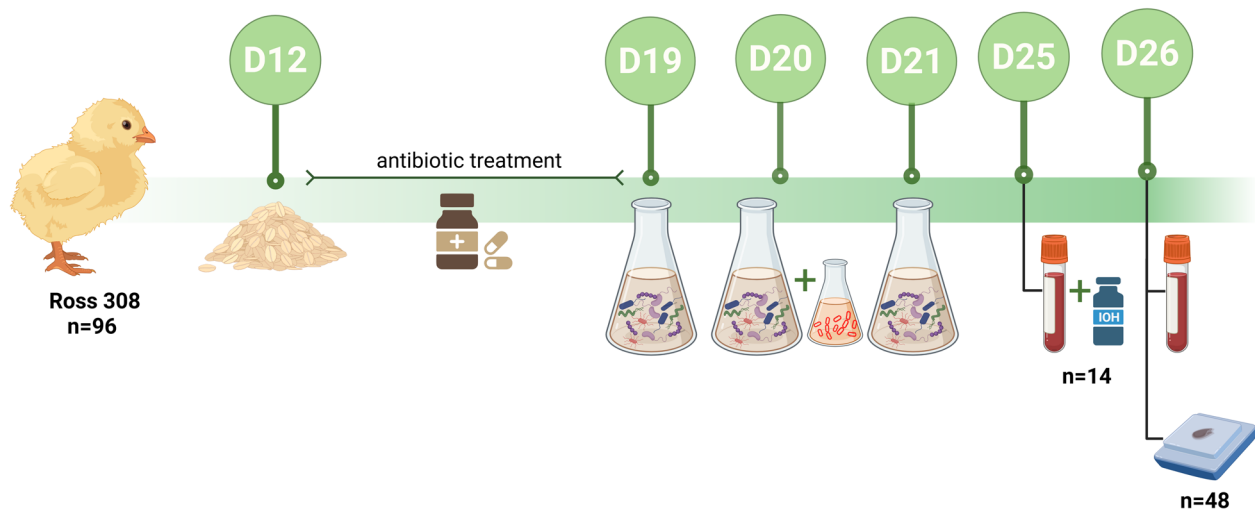 D12
D19
D20
D21
D25
D26
antibiotic treatment
Ross 308
n=96
+
+
+
IOH
n=14
n=48